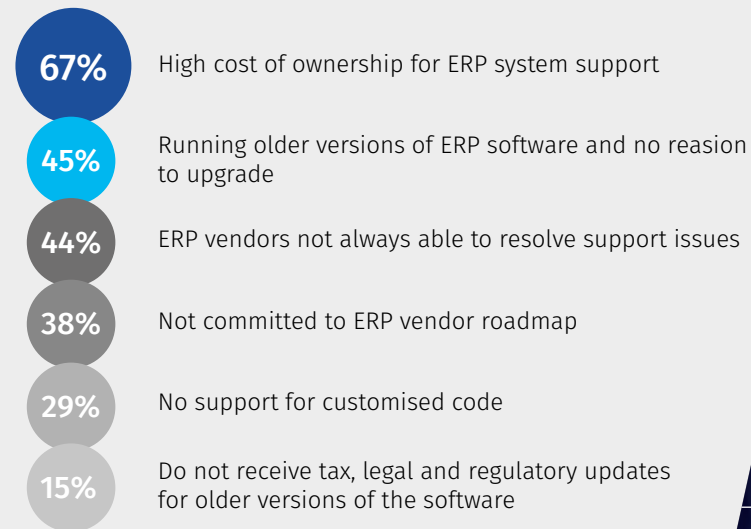 67%
High cost of ownership for ERP system support
45%
Running older versions of ERP software and no reasion
to upgrade
44%
ERP vendors not always able to resolve support issues
38%
Not committed to ERP vendor roadmap
29%
No support for customised code
15%
Do not receive tax, legal and regulatory updates
for older versions of the software